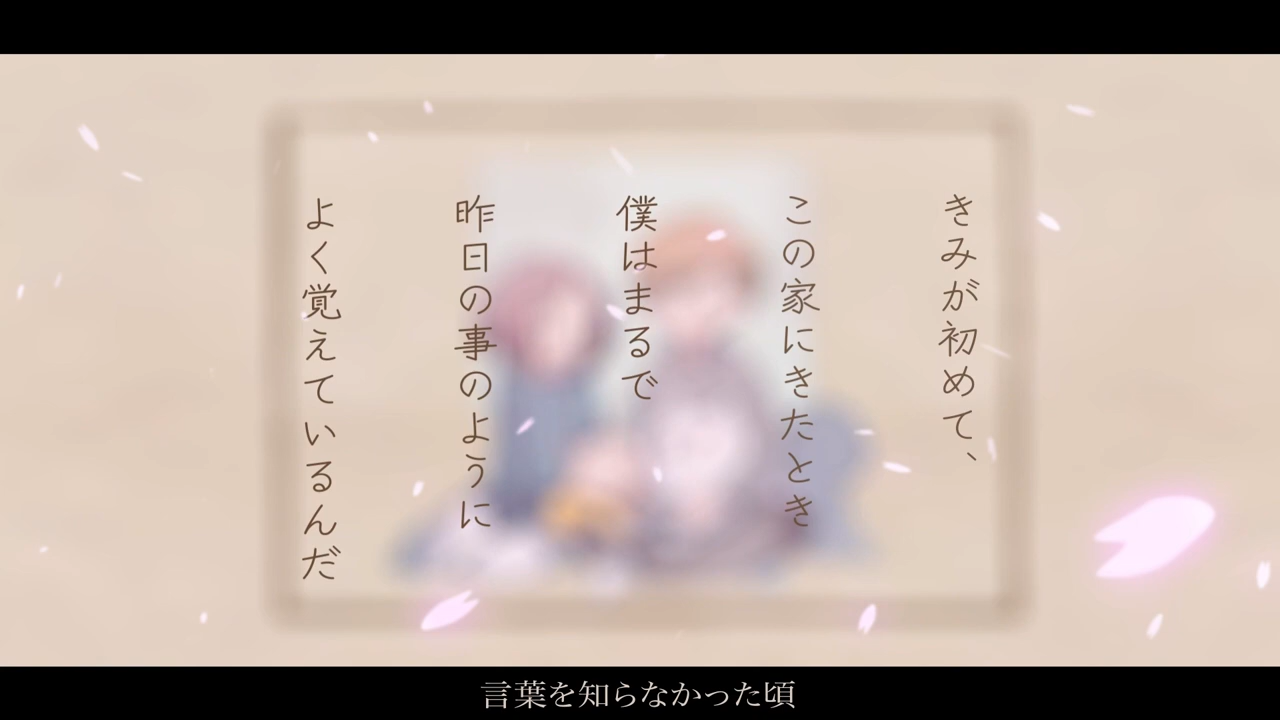 きみが初めて、
この家にきたとき
僕はまるで
昨日の事のように
よく覚えているんだ
言葉を知らなかった頃